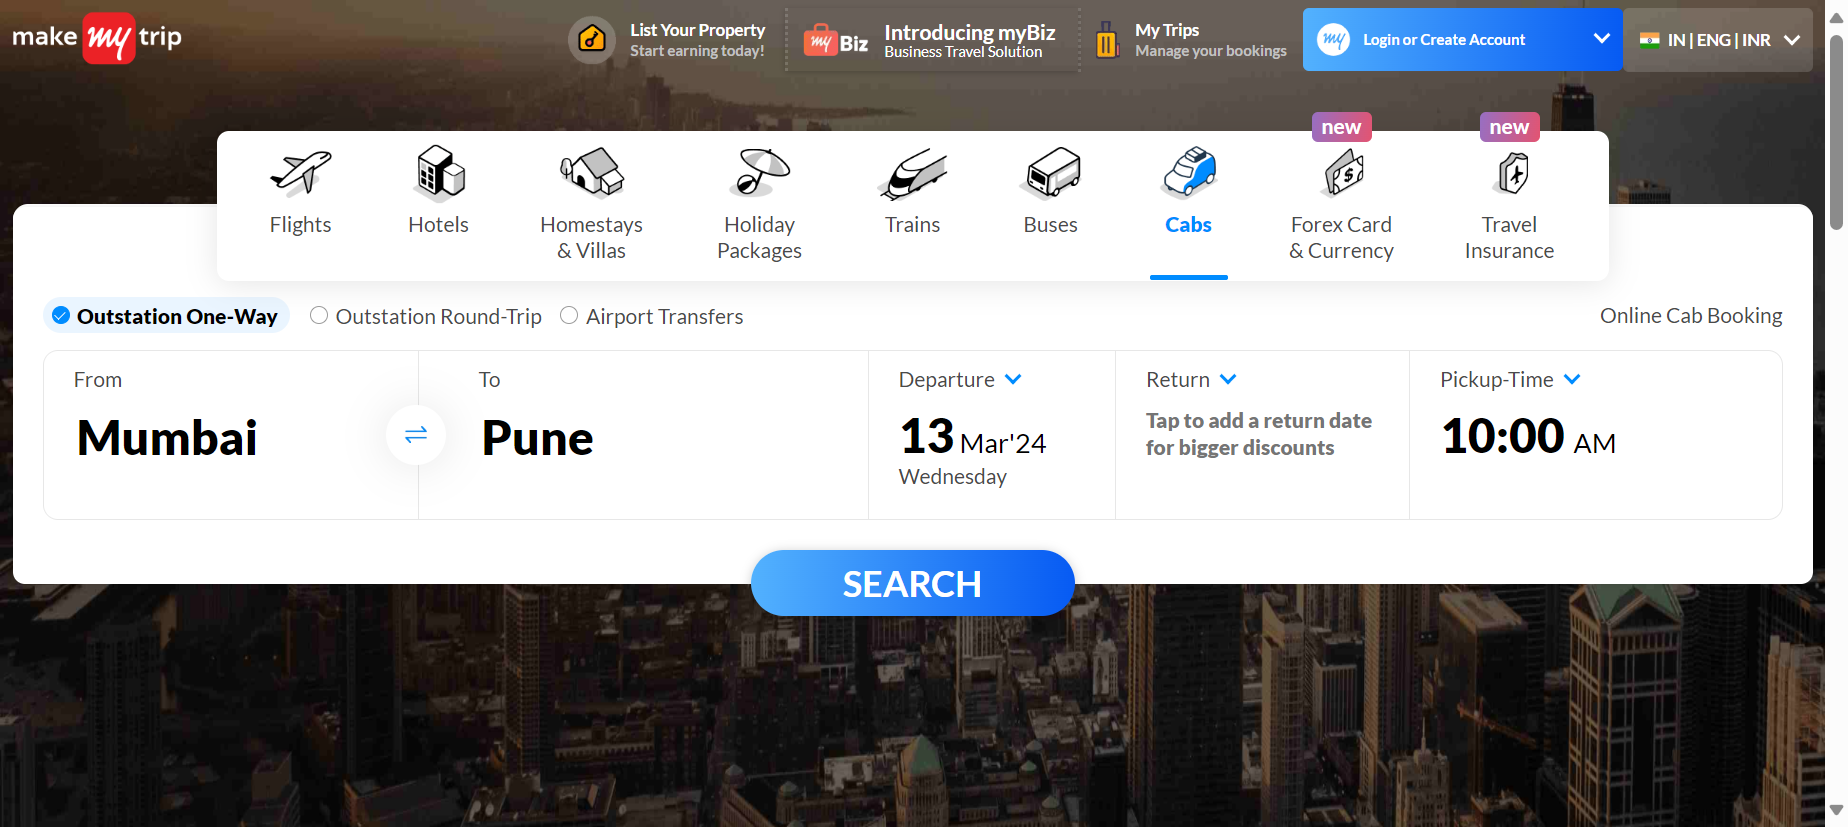 make my trip
List Your Property
Start earning today!
my Biz
Introducing myBiz
Business Travel Solution
My Trips
Manage your bookings
my
Login or Create Account
IN | ENG | INR
new
new
Flights
Hotels
Homestays
& Villas
Holiday
Packages
Trains
Buses
Cabs
Forex Card
& Currency
Travel
Insurance
Outstation One-Way
Outstation Round-Trip
Airport Transfers
Online Cab Booking
From
Mumbai
To
Pune
Departure
13 Mar'24
Wednesday
Return
Tap to add a return date
for bigger discounts
Pickup-Time
10:00 AM
SEARCH